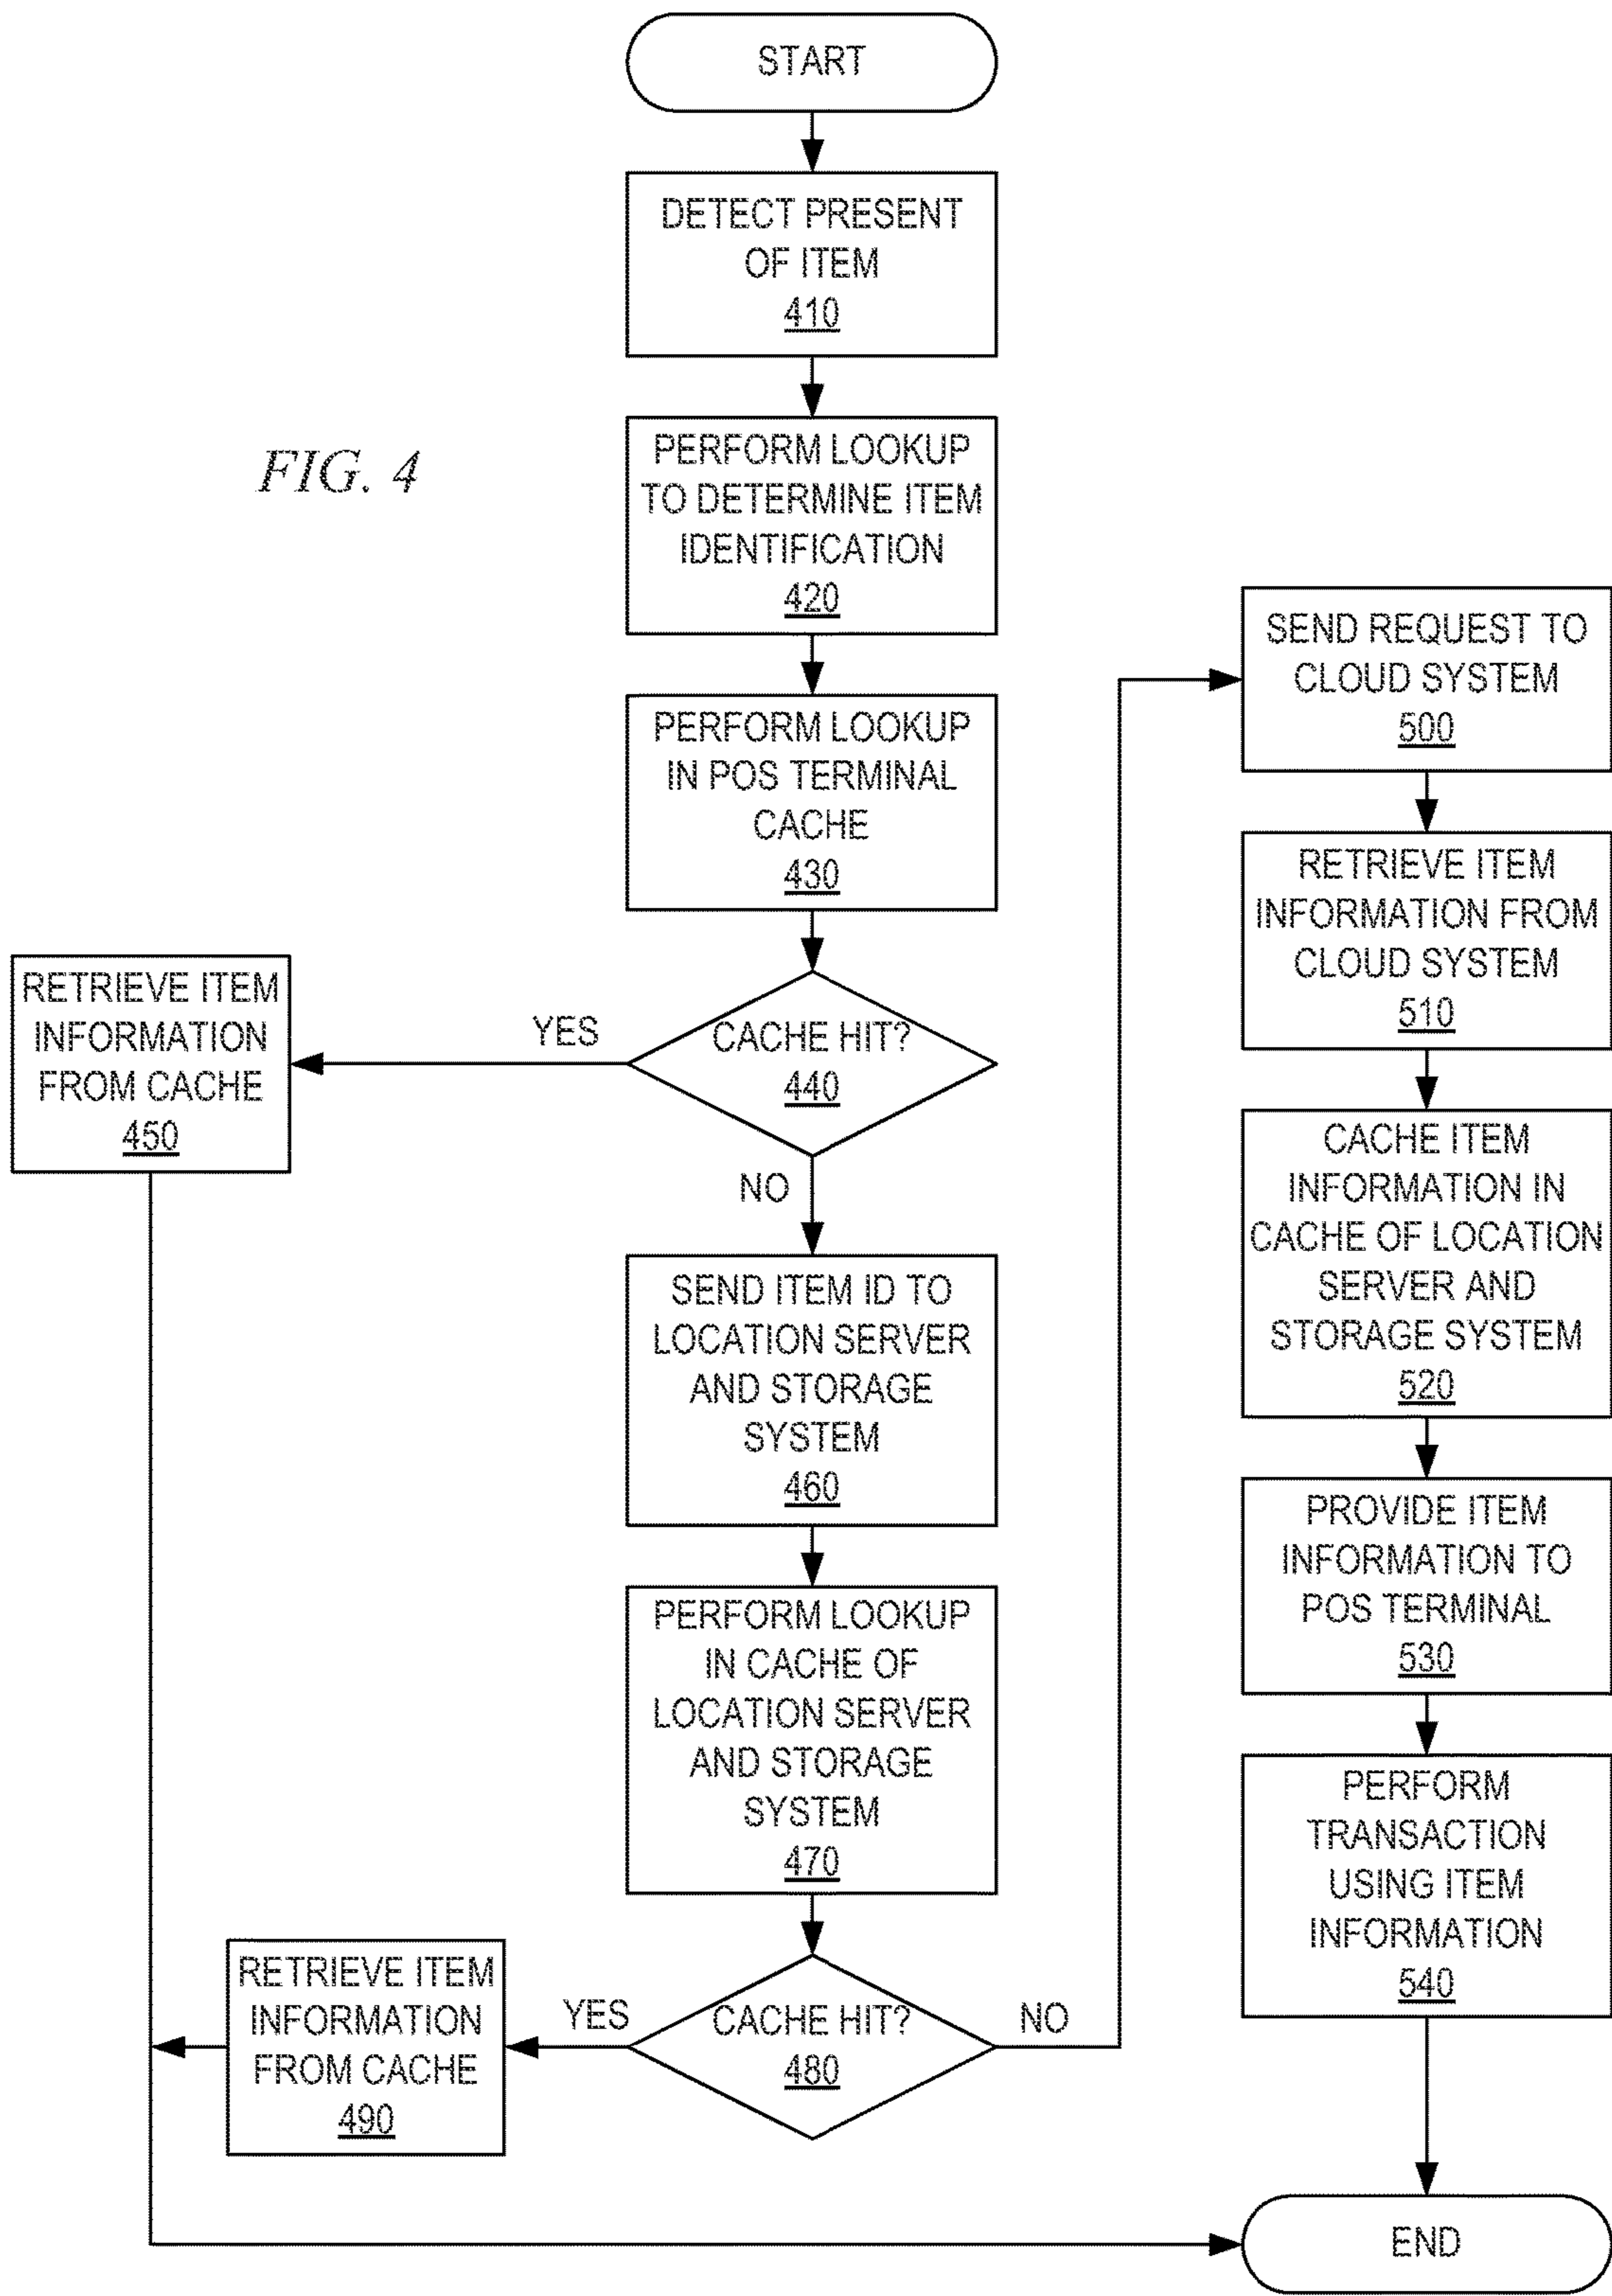 START
DETECT PRESENT
OF ITEM
410
FIG. 4
PERFORM LOOKUP
TO DETERMINE ITEM
IDENTIFICATION
420
PERFORM LOOKUP
IN POS TERMINAL
CACHE
430
CACHE HIT?
440
YES
RETRIEVE ITEM
INFORMATION
FROM CACHE
450
NO
SEND ITEM ID TO
LOCATION SERVER
AND STORAGE
SYSTEM
460
PERFORM LOOKUP
IN CACHE OF
LOCATION SERVER
AND STORAGE
SYSTEM
470
CACHE HIT?
480
YES
RETRIEVE ITEM
INFORMATION
FROM CACHE
490
NO
SEND REQUEST TO
CLOUD SYSTEM
500
RETRIEVE ITEM
INFORMATION FROM
CLOUD SYSTEM
510
CACHE ITEM
INFORMATION IN
CACHE OF LOCATION
SERVER AND
STORAGE SYSTEM
520
PROVIDE ITEM
INFORMATION TO
POS TERMINAL
530
PERFORM
TRANSACTION
USING ITEM
INFORMATION
540
END